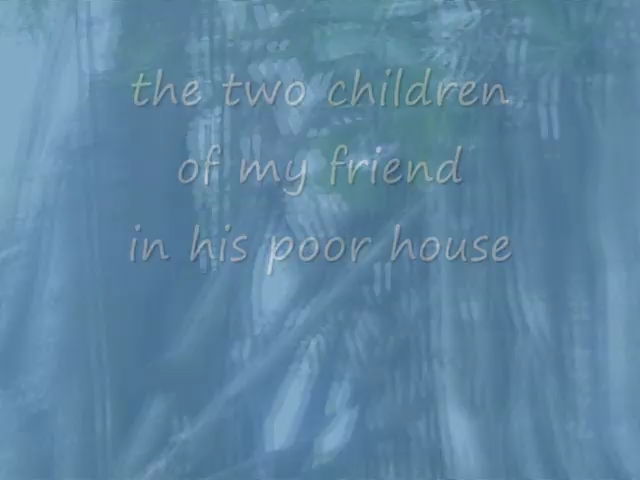 the two children
of my friend
in his poor house